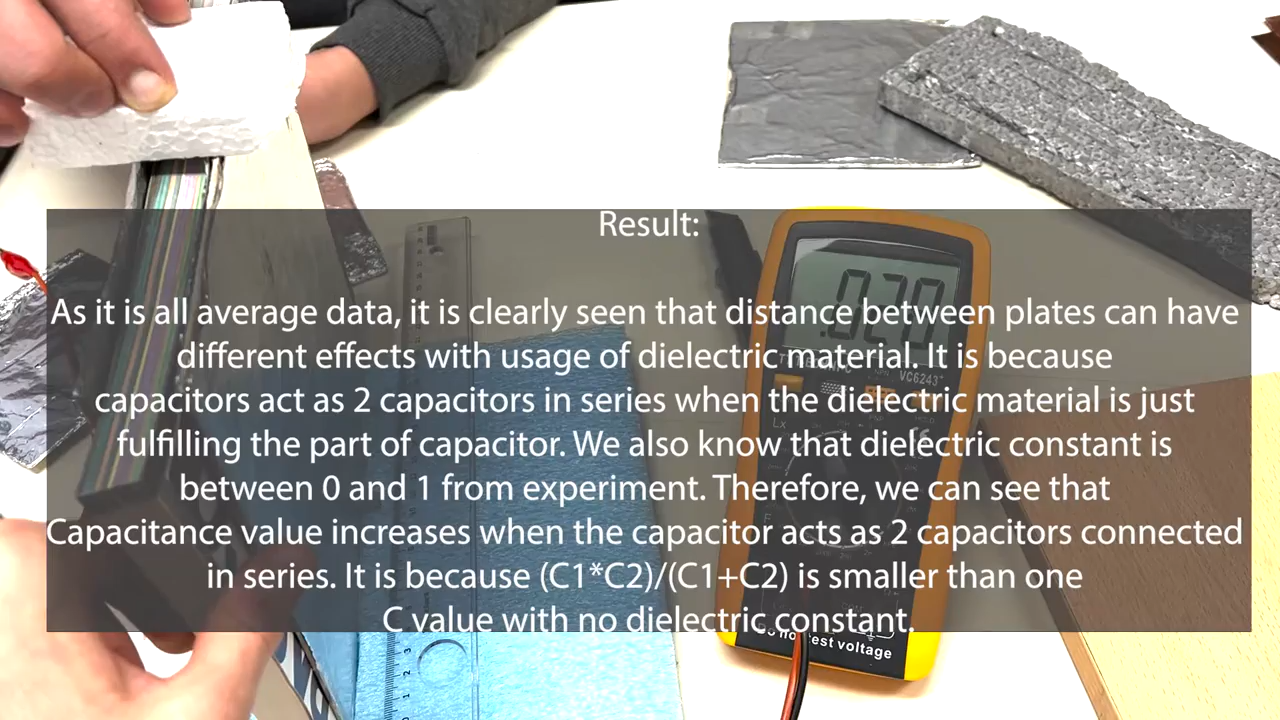 Result:
As it is all average data, it is clearly seen that distance between plates can have
different effects with usage of dielectric material. It is because
capacitors act as 2 capacitors in series when the dielectric material is just
fulfilling the part of capacitor. We also know that dielectric constant is
between 0 and 1 from experiment. Therefore, we can see that
Capacitance value increases when the capacitor acts as 2 capacitors connected
in series. It is because (C1*C2)/(C1+C2) is smaller than one
C value with no dielectric constant.
VC6243+
Lx
test voltage